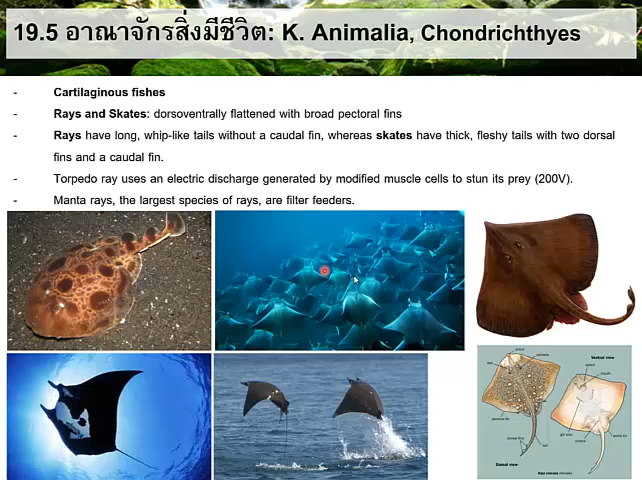 19.5 อาณาจักรสิ่งมีชีวิต: K. Animalia, Chondrichthyes
- Cartilaginous fishes
- Rays and Skates: dorsoventrally flattened with broad pectoral fins
- Rays have long, whip-like tails without a caudal fin, whereas skates have thick, fleshy tails with two dorsal
fins and a caudal fin.
- Torpedo ray uses an electric discharge generated by modified muscle cells to stun its prey (200V).
- Manta rays, the largest species of rays, are filter feeders.
Ventral view
Dorsal view